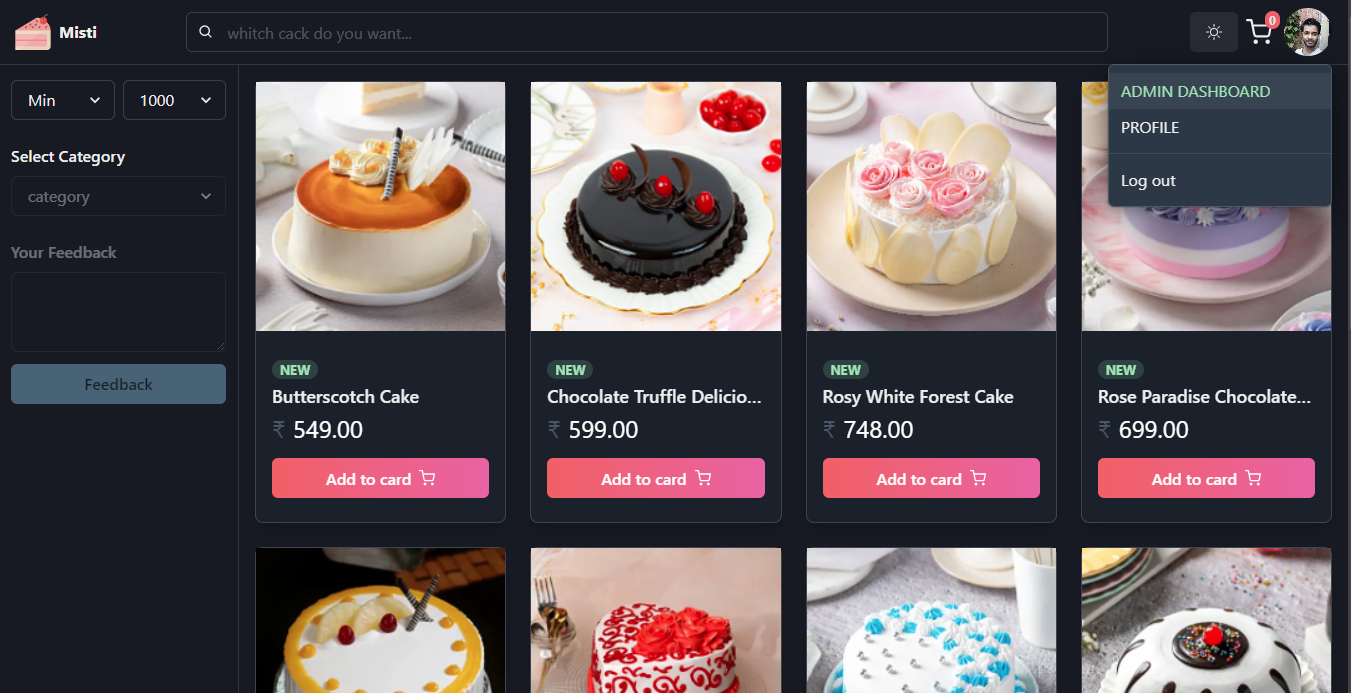 Misti
whitch cack do you want...
0
ADMIN DASHBOARD
PROFILE
Log out
Min
1000
Select Category
category
Your Feedback
Feedback
NEW
Butterscotch Cake
₹ 549.00
Add to card
NEW
Chocolate Truffle Delicio...
₹ 599.00
Add to card
NEW
Rosy White Forest Cake
₹ 748.00
Add to card
NEW
Rose Paradise Chocolate...
₹ 699.00
Add to card